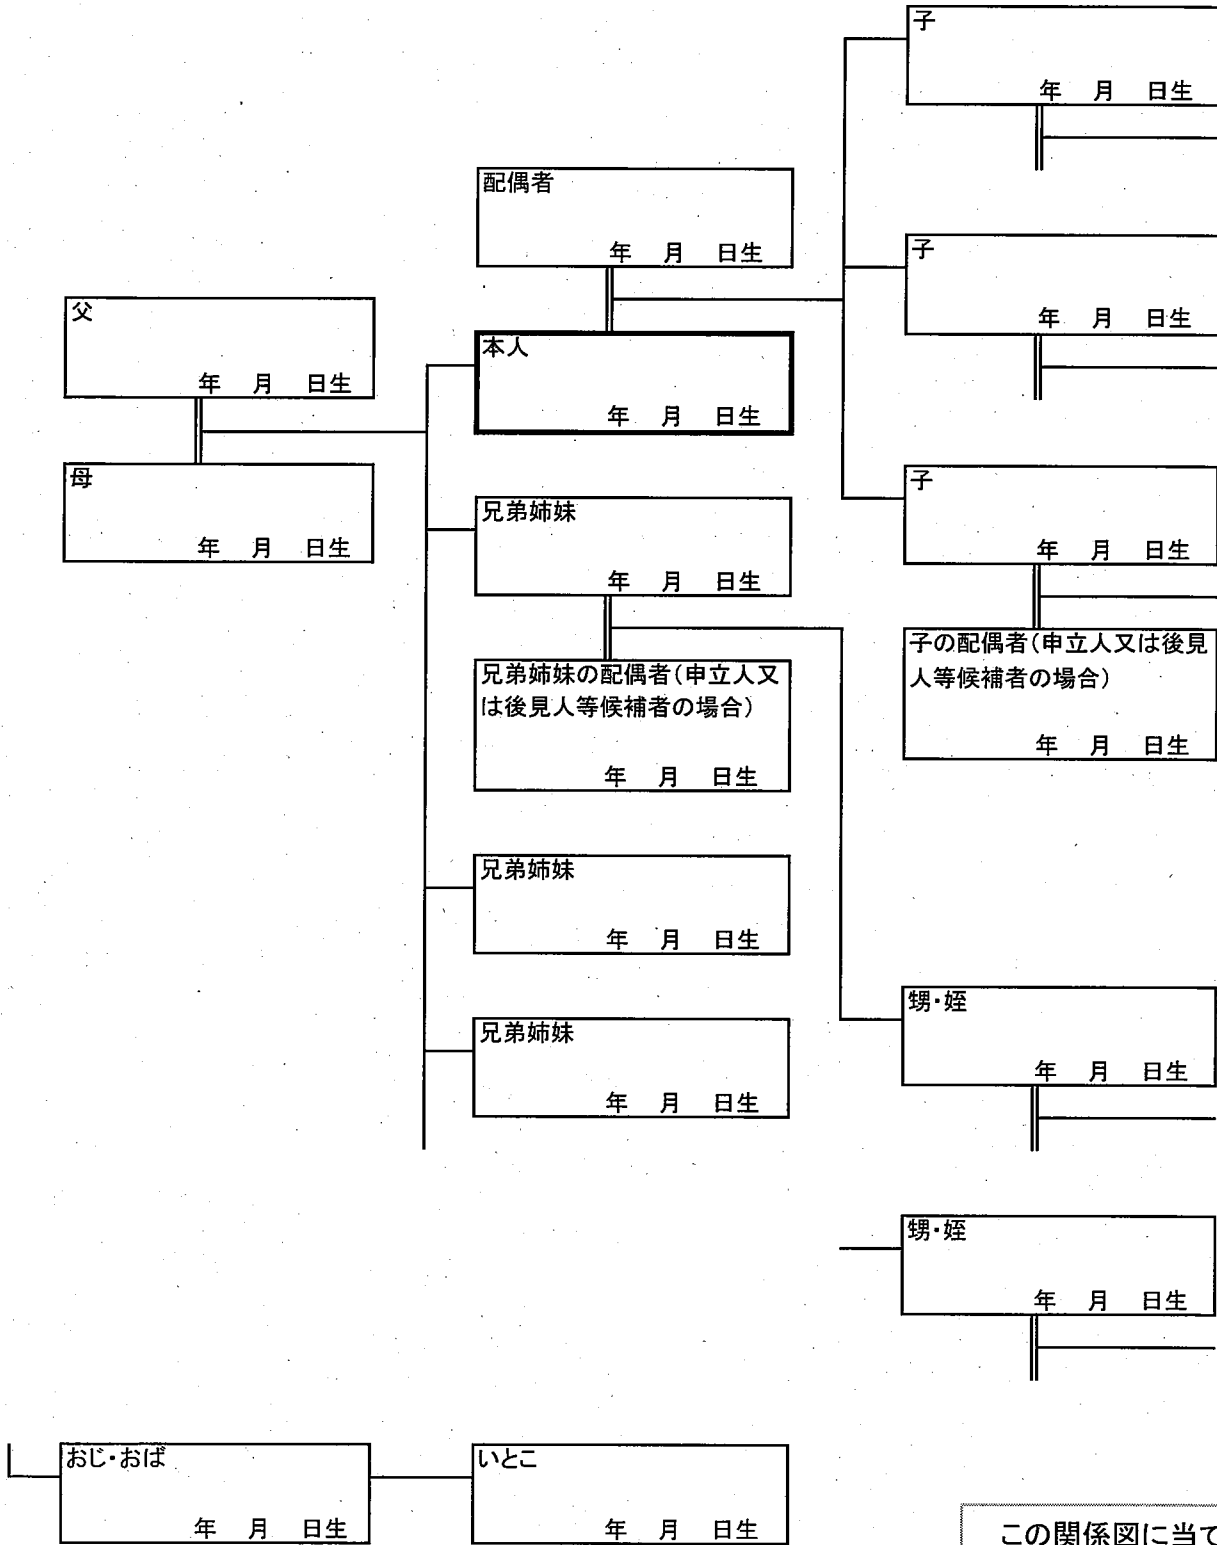 子
年 月 日生
配偶者
年 月 日生
子
年 月 日生
父
年 月 日生
本人
年 月 日生
母
年 月 日生
子
年 月 日生
兄弟姉妹
年 月 日生
子の配偶者(申立人又は後見
人等候補者の場合)
年 月 日生
兄弟姉妹の配偶者(申立人又
は後見人等候補者の場合)
年 月 日生
兄弟姉妹
年 月 日生
甥・姪
年 月 日生
兄弟姉妹
年 月 日生
甥・姪
年 月 日生
おじ・おば
年 月 日生
いとこ
年 月 日生
この関係図に当て